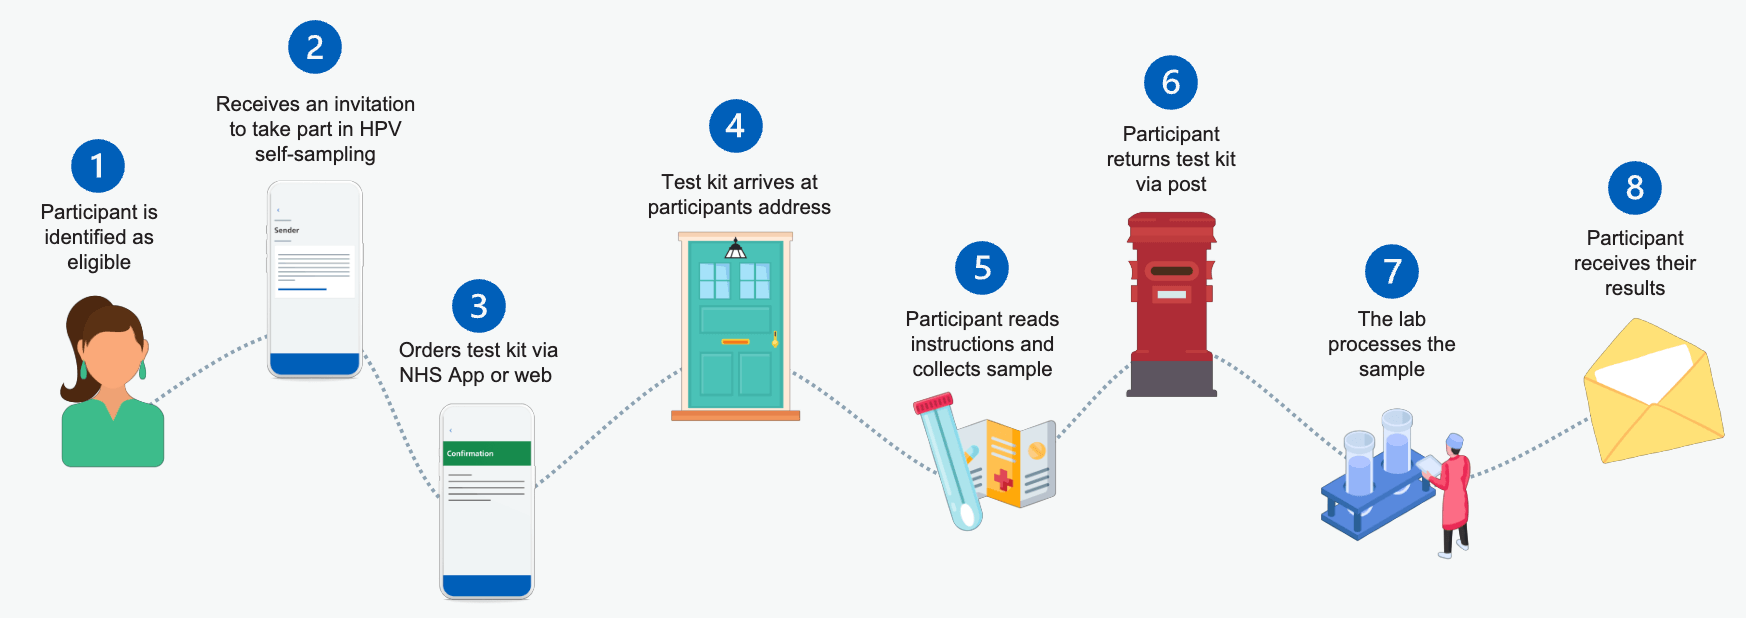 1
Participant is
identified as
eligible
2
Receives an invitation
to take part in HPV
self-sampling
Sender
3
Orders test kit via
NHS App or web
Confirmation
4
Test kit arrives at
participants address
5
Participant reads
instructions and
collects sample
6
Participant
returns test kit
via post
7
The lab
processes the
sample
8
Participant
receives their
results